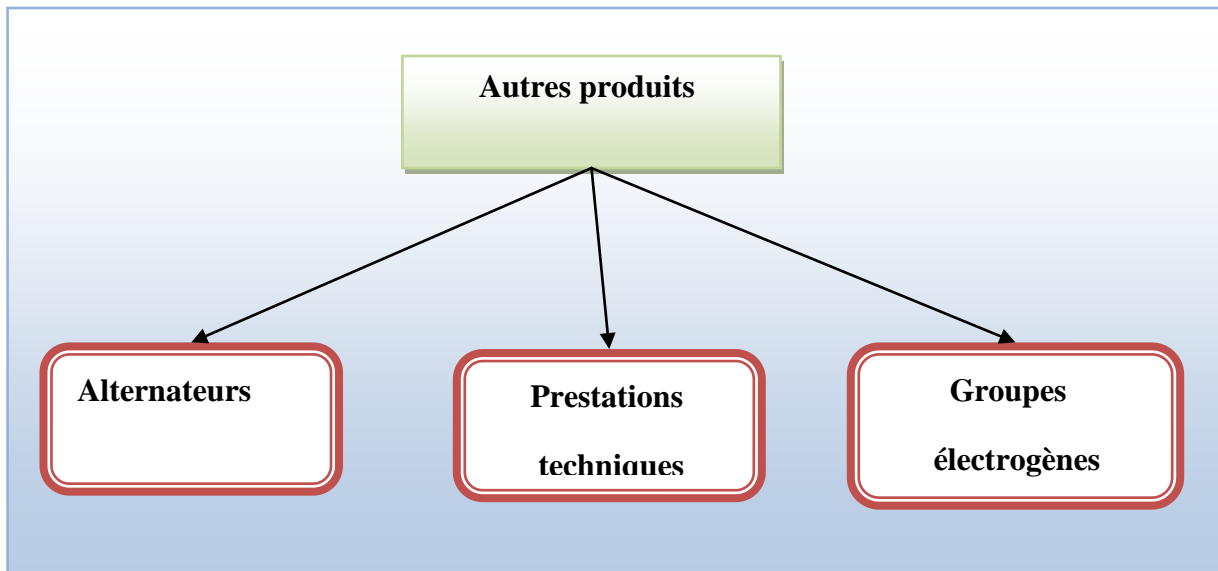 Autres produits
Alternateurs
Prestations
techniques
Groupes
électrogènes